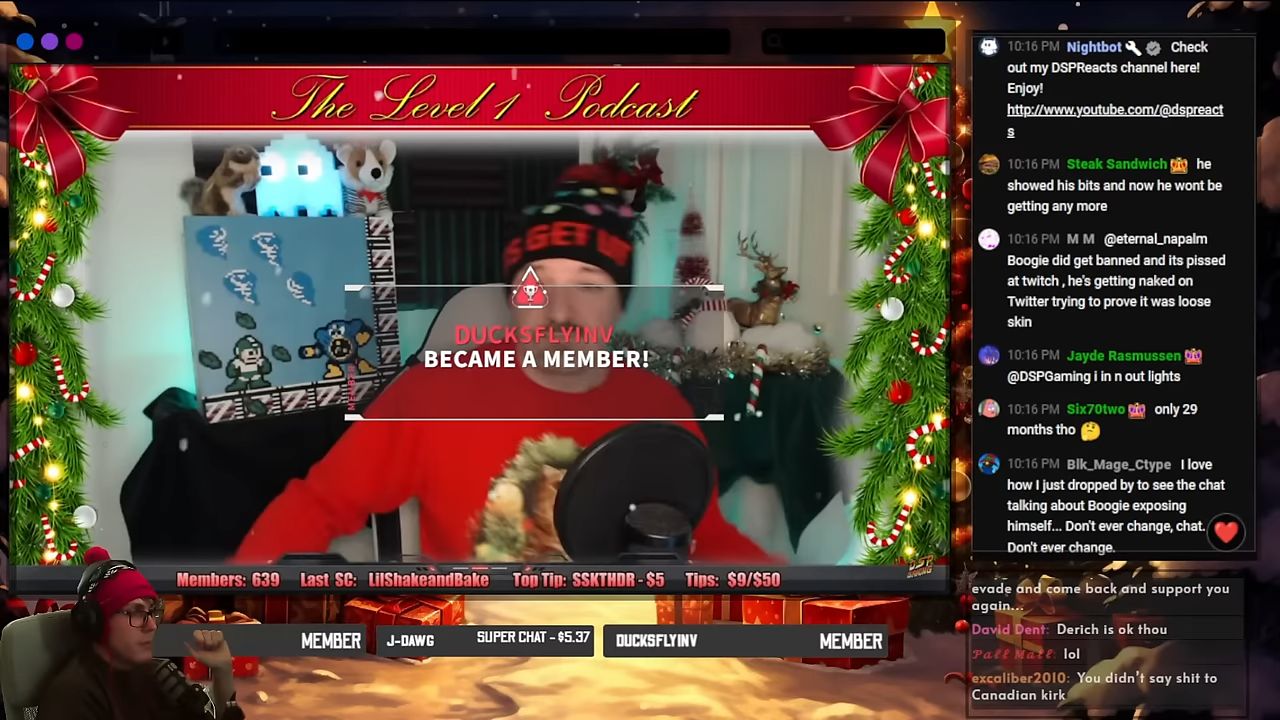 The Level 1 Podcast
DUCKSFLYINV
BECAME A MEMBER!
Members: 639 Last SC: LilShakeandBake Top Tip: SSKTHDR - $5 Tips: $9/$50
MEMBER
J-DAWG SUPER CHAT - $5.37
DUCKSFLYINV MEMBER
10:16 PM Nightbot Check
out my DSPReacts channel here!
Enjoy!
http://www.youtube.com/@dspreact
s
10:16 PM Steak Sandwich he
showed his bits and now he wont be
getting any more
10:16 PM M M @eternal_napalm
Boogie did get banned and its pissed
at twitch , he's getting naked on
Twitter trying to prove it was loose
skin
10:16 PM Jayde Rasmussen
@DSPGaming i in n out lights
10:16 PM Six70two only 29
months tho 🤔
10:16 PM Blk_Mage_Ctype I love
how I just dropped by to see the chat
talking about Boogie exposing
himself... Don't ever change, chat.
Don't ever change.
evade and come back and support you
again...
David Dent: Derich is ok thou
Pall Mall: lol
excaliber2010: You didn't say shit to
Canadian kirk